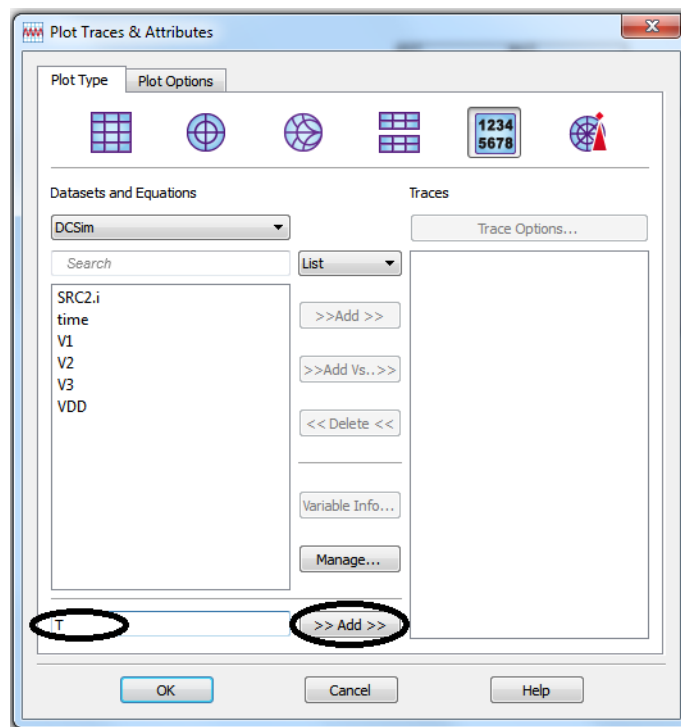 Plot Traces & Attributes
X
Plot Type Plot Options
1234
5678
Datasets and Equations Traces
DCSim Trace Options...
Search List
SRC2.i
time
V1
V2
V3
VDD
>>Add >>
>>Add Vs..>>
<< Delete <<
Variable Info...
Manage...
T >> Add >>
OK Cancel Help